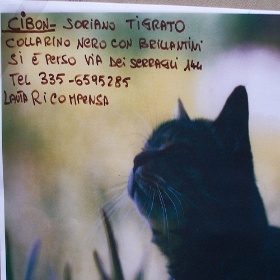 CIBON- SORIANO TIGRATO
COLLARINO NERO CON BRILLANTINI
SI È PERSO VIA DEI SERRAGLI 144
TEL 335-6595285
LAUTA RICOMPENSA